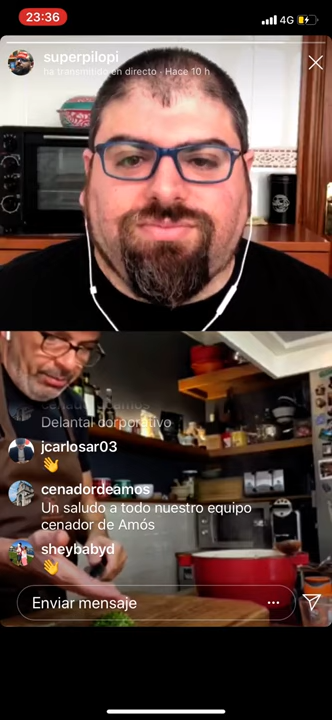 23:36
4G
superpilopi
ha transmitido en directo · Hace 10 h
cenadordeamos
Delantal corporativo
jcarlosar03
👋
cenadordeamos
Un saludo a todo nuestro equipo
cenador de Amós
sheybabyd
👋
Enviar mensaje